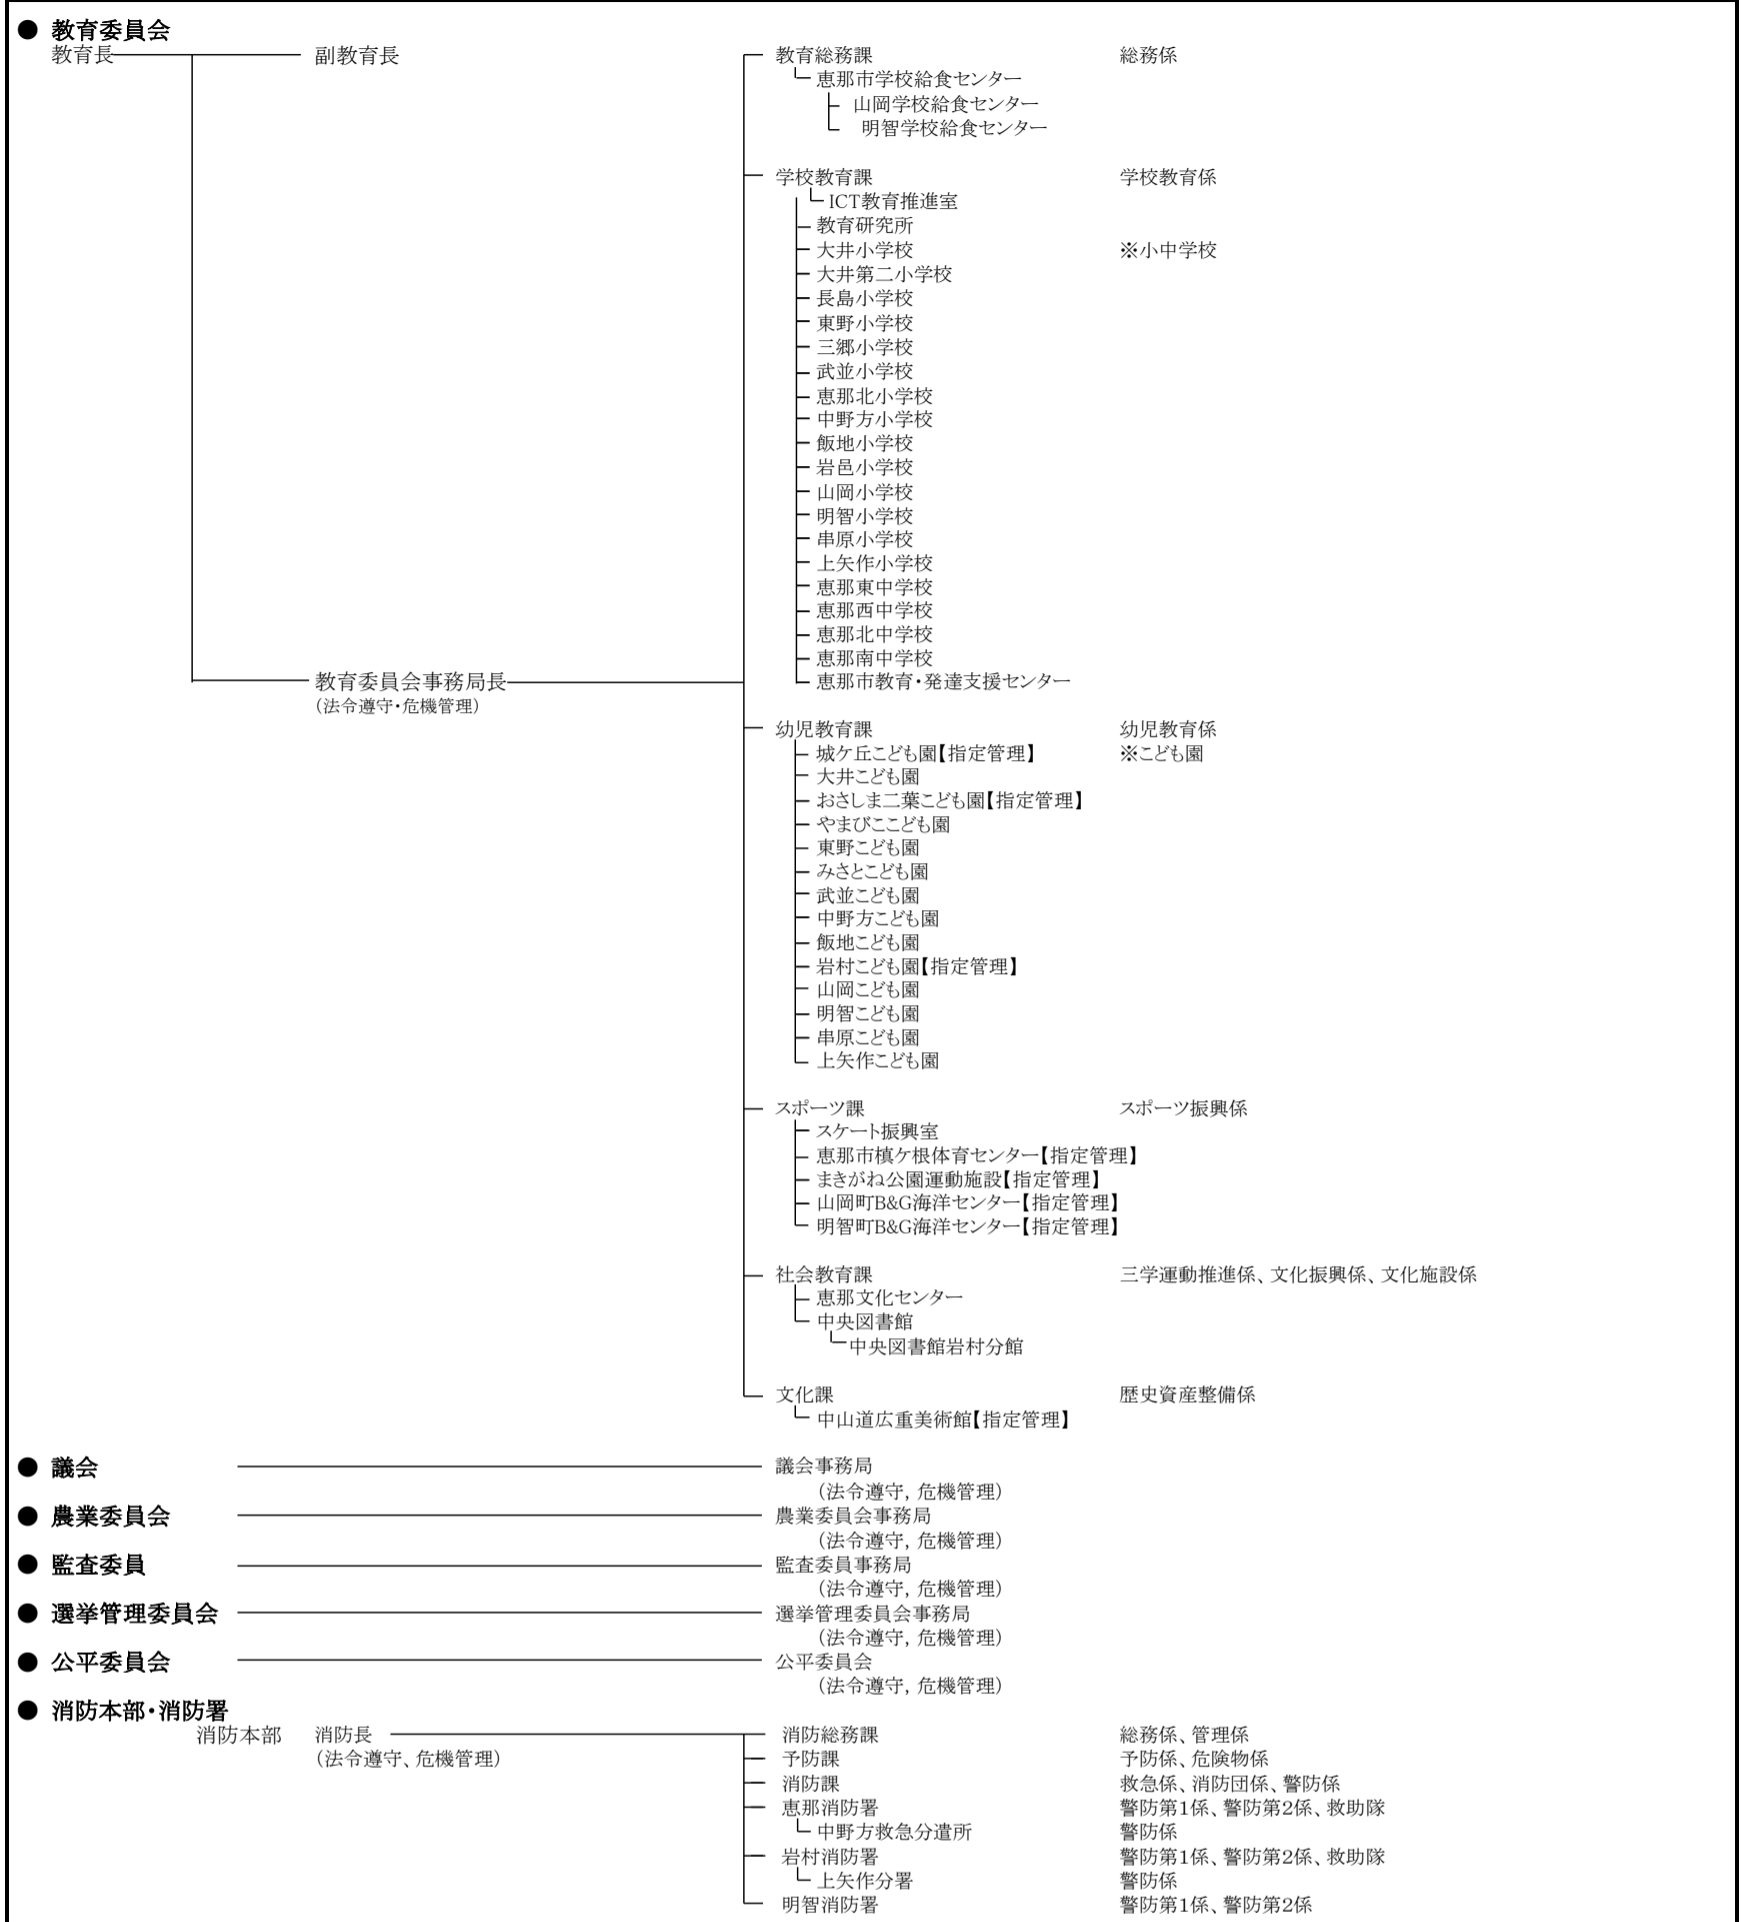 ● 教育委員会
教育長 副教育長 教育総務課 総務係
恵那市学校給食センター
山岡学校給食センター
明智学校給食センター
学校教育課 学校教育係
ICT教育推進室
教育研究所
大井小学校 ※小中学校
大井第二小学校
長島小学校
東野小学校
三郷小学校
武並小学校
恵那北小学校
中野方小学校
飯地小学校
岩邑小学校
山岡小学校
明智小学校
串原小学校
上矢作小学校
恵那東中学校
恵那西中学校
恵那北中学校
恵那南中学校
教育委員会事務局長 恵那市教育・発達支援センター
（法令遵守・危機管理）
幼児教育課 幼児教育係
城ケ丘こども園【指定管理】 ※こども園
大井こども園
おさしま二葉こども園【指定管理】
やまびここども園
東野こども園
みさとこども園
武並こども園
中野方こども園
飯地こども園
岩村こども園【指定管理】
山岡こども園
明智こども園
串原こども園
上矢作こども園
スポーツ課 スポーツ振興係
スケート振興室
恵那市槙ケ根体育センター【指定管理】
まきがね公園運動施設【指定管理】
山岡町B&G海洋センター【指定管理】
明智町B&G海洋センター【指定管理】
社会教育課 三学運動推進係、文化振興係、文化施設係
恵那文化センター
中央図書館
中央図書館岩村分館
文化課 歴史資産整備係
中山道広重美術館【指定管理】
● 議会 議会事務局
（法令遵守，危機管理）
● 農業委員会 農業委員会事務局
（法令遵守，危機管理）
● 監査委員 監査委員事務局
（法令遵守，危機管理）
● 選挙管理委員会 選挙管理委員会事務局
（法令遵守，危機管理）
● 公平委員会 公平委員会
（法令遵守，危機管理）
● 消防本部・消防署
消防本部 消防長 消防総務課 総務係、管理係
（法令遵守、危機管理） 予防課 予防係、危険物係
消防課 救急係、消防団係、警防係
恵那消防署 警防第1係、警防第2係、救助隊
中野方救急分遣所 警防係
岩村消防署 警防第1係、警防第2係、救助隊
上矢作分署 警防係
明智消防署 警防第1係、警防第2係